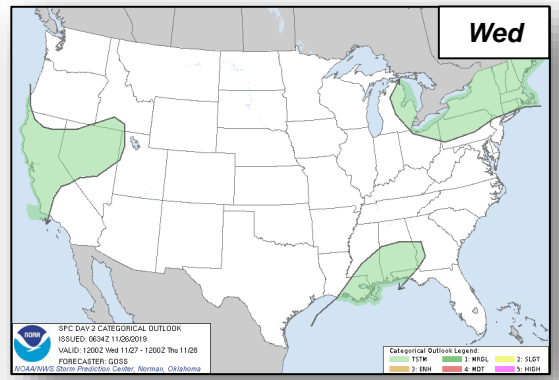 Wed
NOAA
SPC DAY 2 CATEGORICAL OUTLOOK
ISSUED: 0634Z 11/26/2019
VALID: 1200Z Wed 11/27 - 1200Z Thu 11/28
FORECASTER: GOSS
NOAA/NWS Storm Prediction Center, Norman, Oklahoma
Categorical Outlook Legend:
TSTM 1: MRGL 2: SLGT
3: ENH 4: MDT 5: HIGH